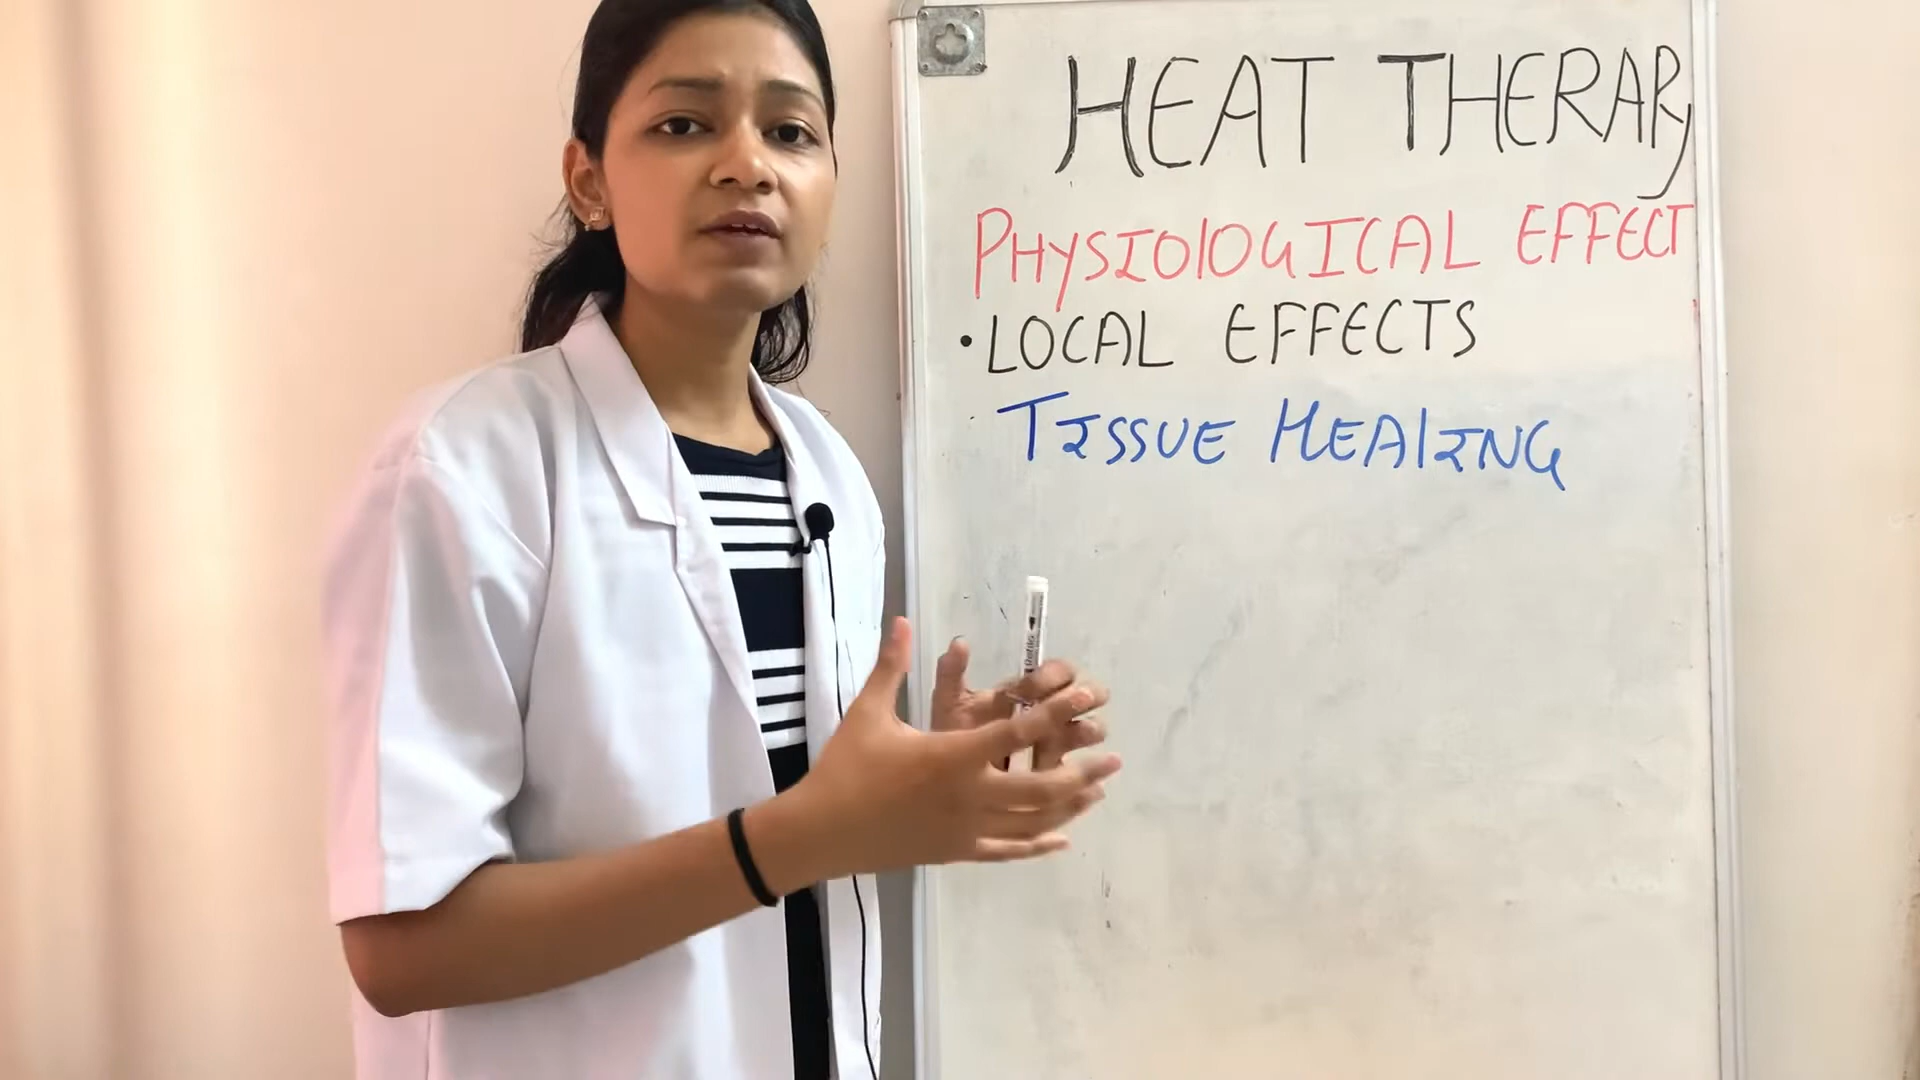 HEAT THERAPY
PHYSIOLOGICAL EFFECT
• LOCAL EFFECTS
TISSUE HEALING